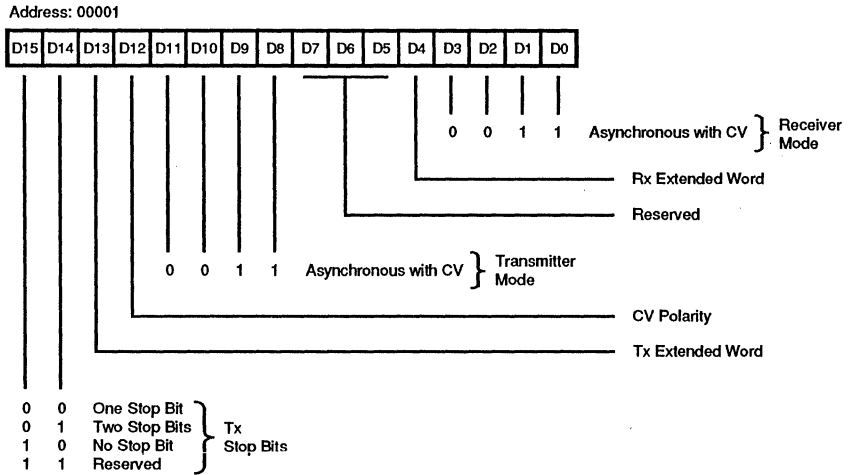 Address: 00001
D15 D14 D13 D12 D11 D10 D9 D8 D7 D6 D5 D4 D3 D2 D1 D0
0 0 1 1 Asynchronous with CV } Receiver
Mode
Rx Extended Word
Reserved
0 0 1 1 Asynchronous with CV } Transmitter
Mode
CV Polarity
Tx Extended Word
0 0 One Stop Bit
0 1 Two Stop Bits } Tx
1 0 No Stop Bit Stop Bits
1 1 Reserved